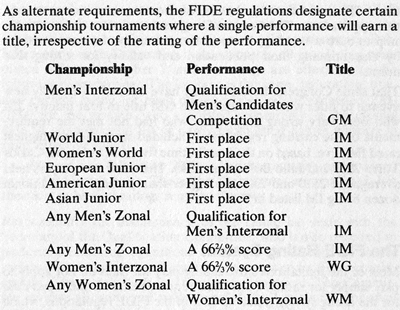 As alternate requirements, the FIDE regulations designate certain
championship tournaments where a single performance will earn a
title, irrespective of the rating of the performance.
Championship Performance Title
Men's Interzonal Qualification for
Men's Candidates
Competition GM
World Junior First place IM
Women's World First place IM
European Junior First place IM
American Junior First place IM
Asian Junior First place IM
Any Men's Zonal Qualification for
Men's Interzonal IM
Any Men's Zonal A 66⅔% score IM
Women's Interzonal A 66⅔% score WG
Any Women's Zonal Qualification for
Women's Interzonal WM